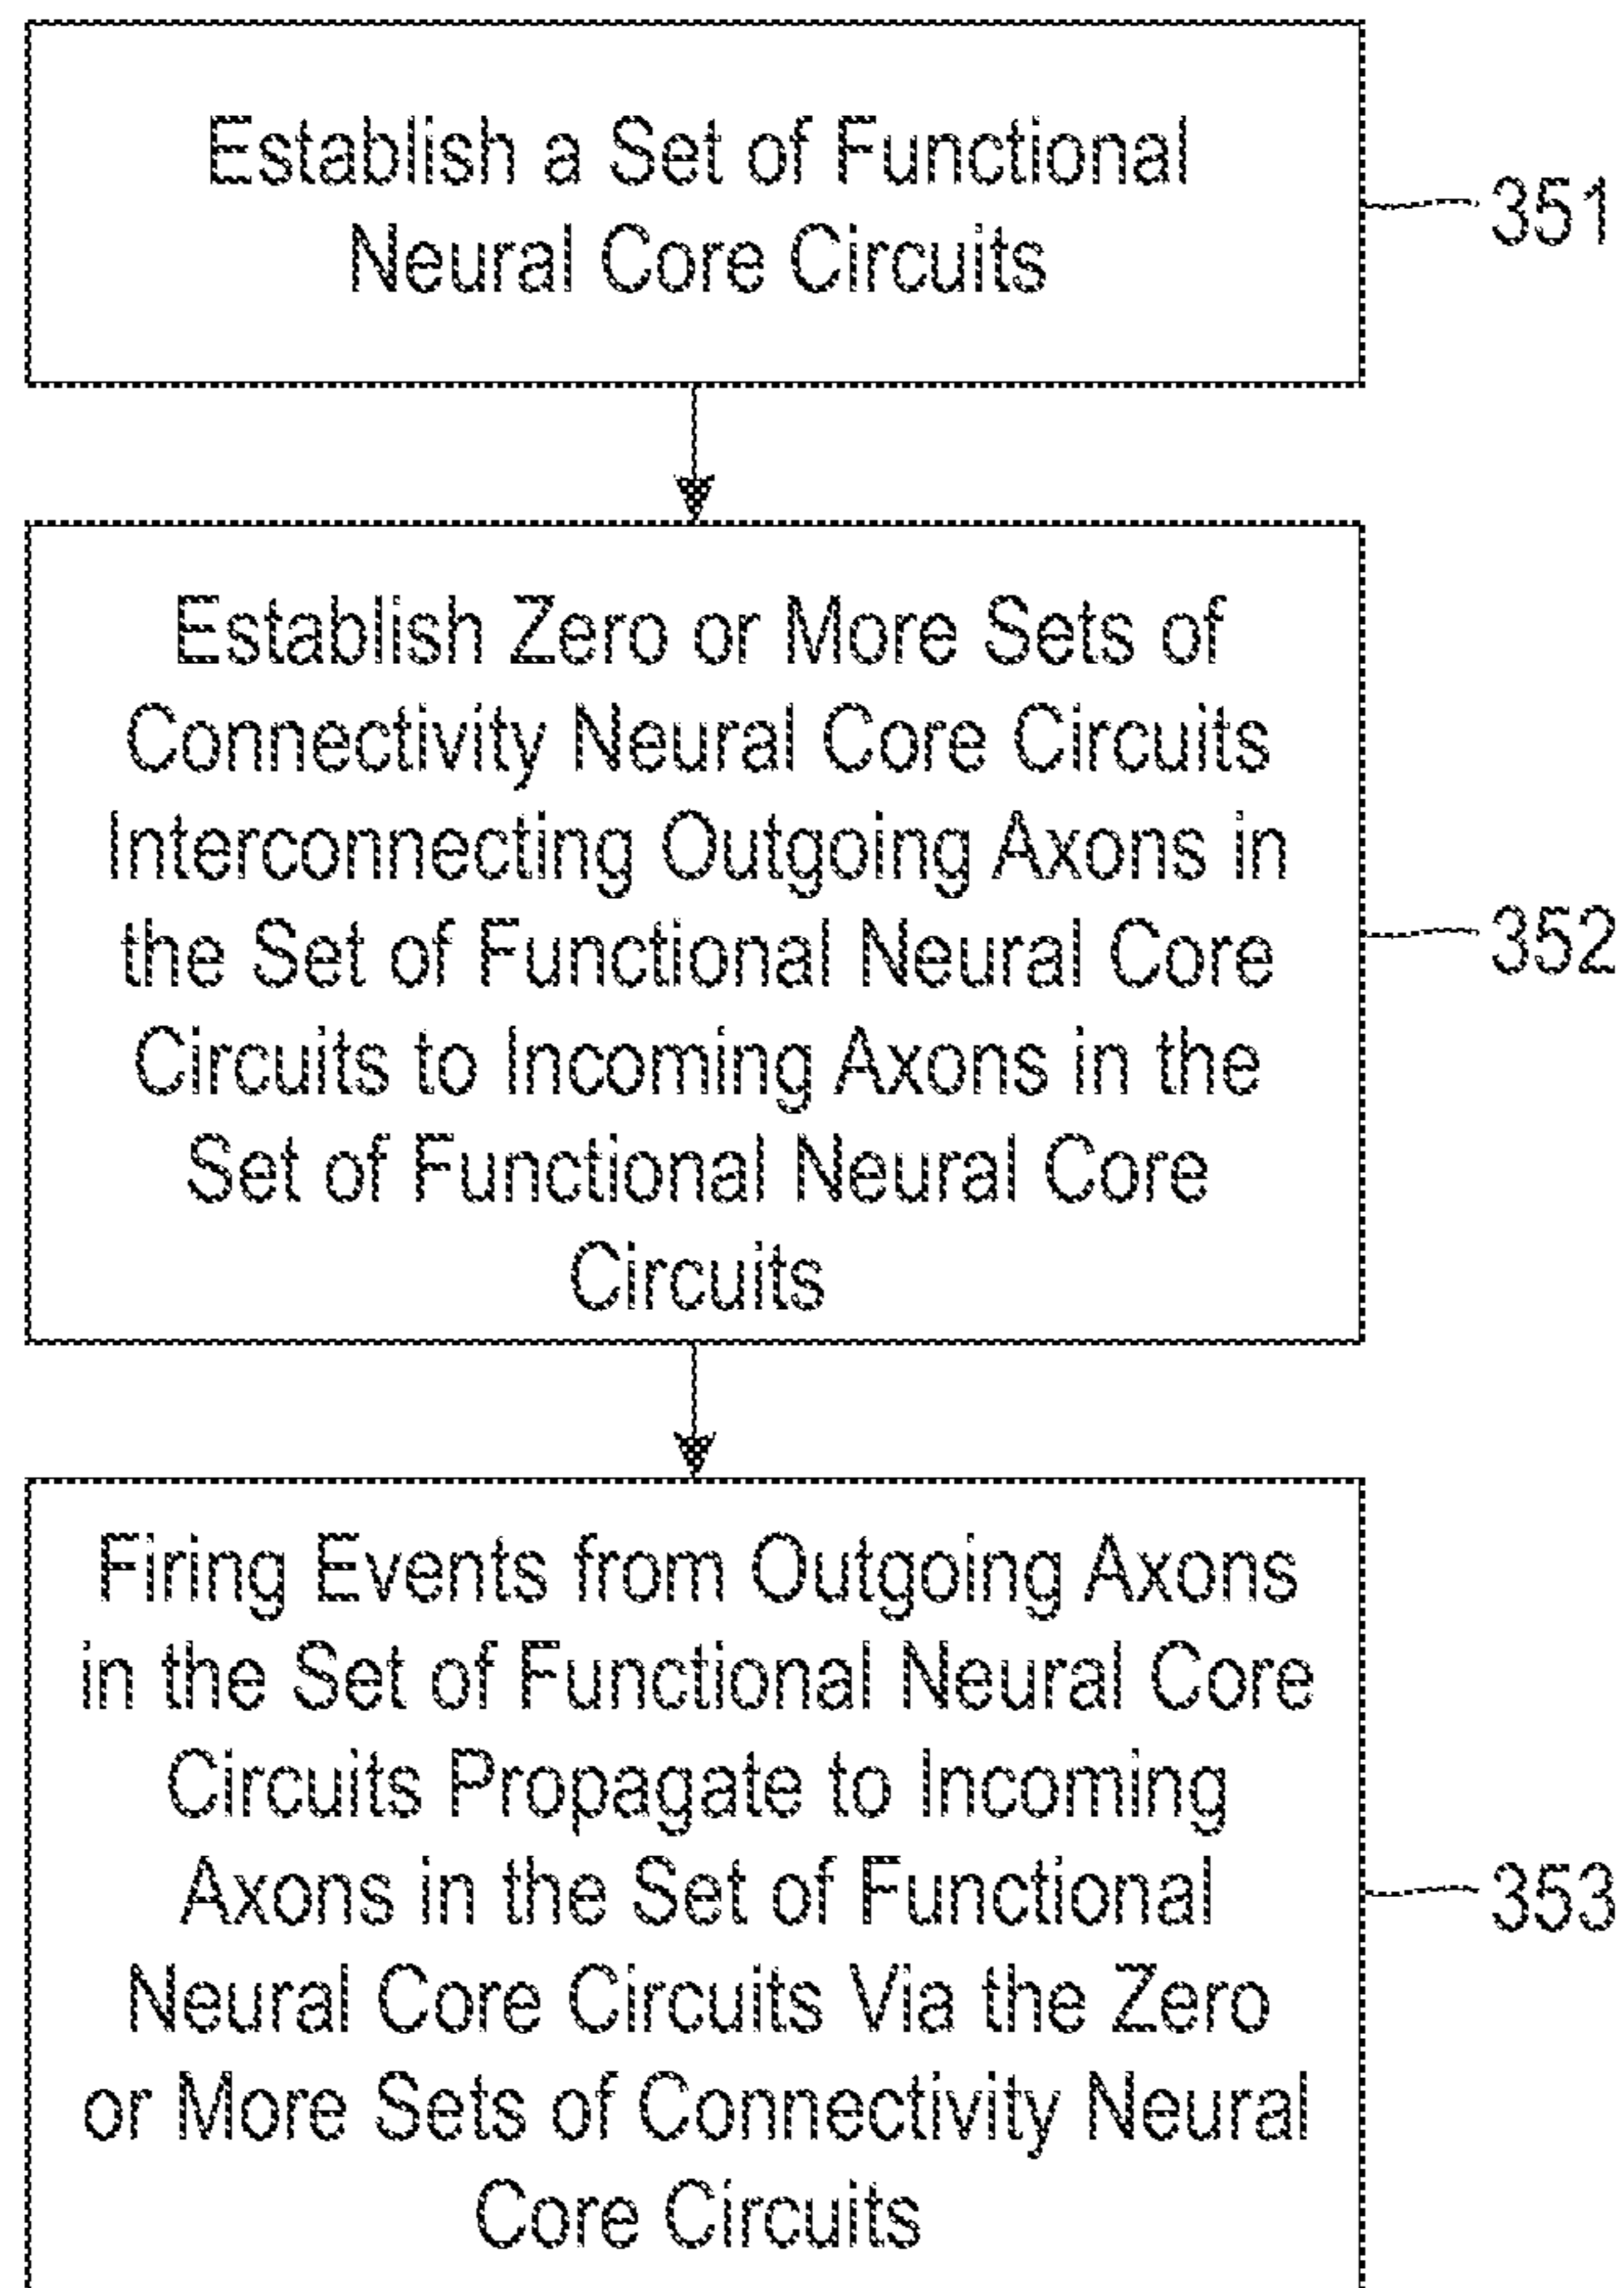 Establish a Set of Functional
Neural Core Circuits
351
Establish Zero or More Sets of
Connectivity Neural Core Circuits
Interconnecting Outgoing Axons in
the Set of Functional Neural Core
Circuits to Incoming Axons in the
Set of Functional Neural Core
Circuits
352
Firing Events from Outgoing Axons
in the Set of Functional Neural Core
Circuits Propagate to Incoming
Axons in the Set of Functional
Neural Core Circuits Via the Zero
or More Sets of Connectivity Neural
Core Circuits
353